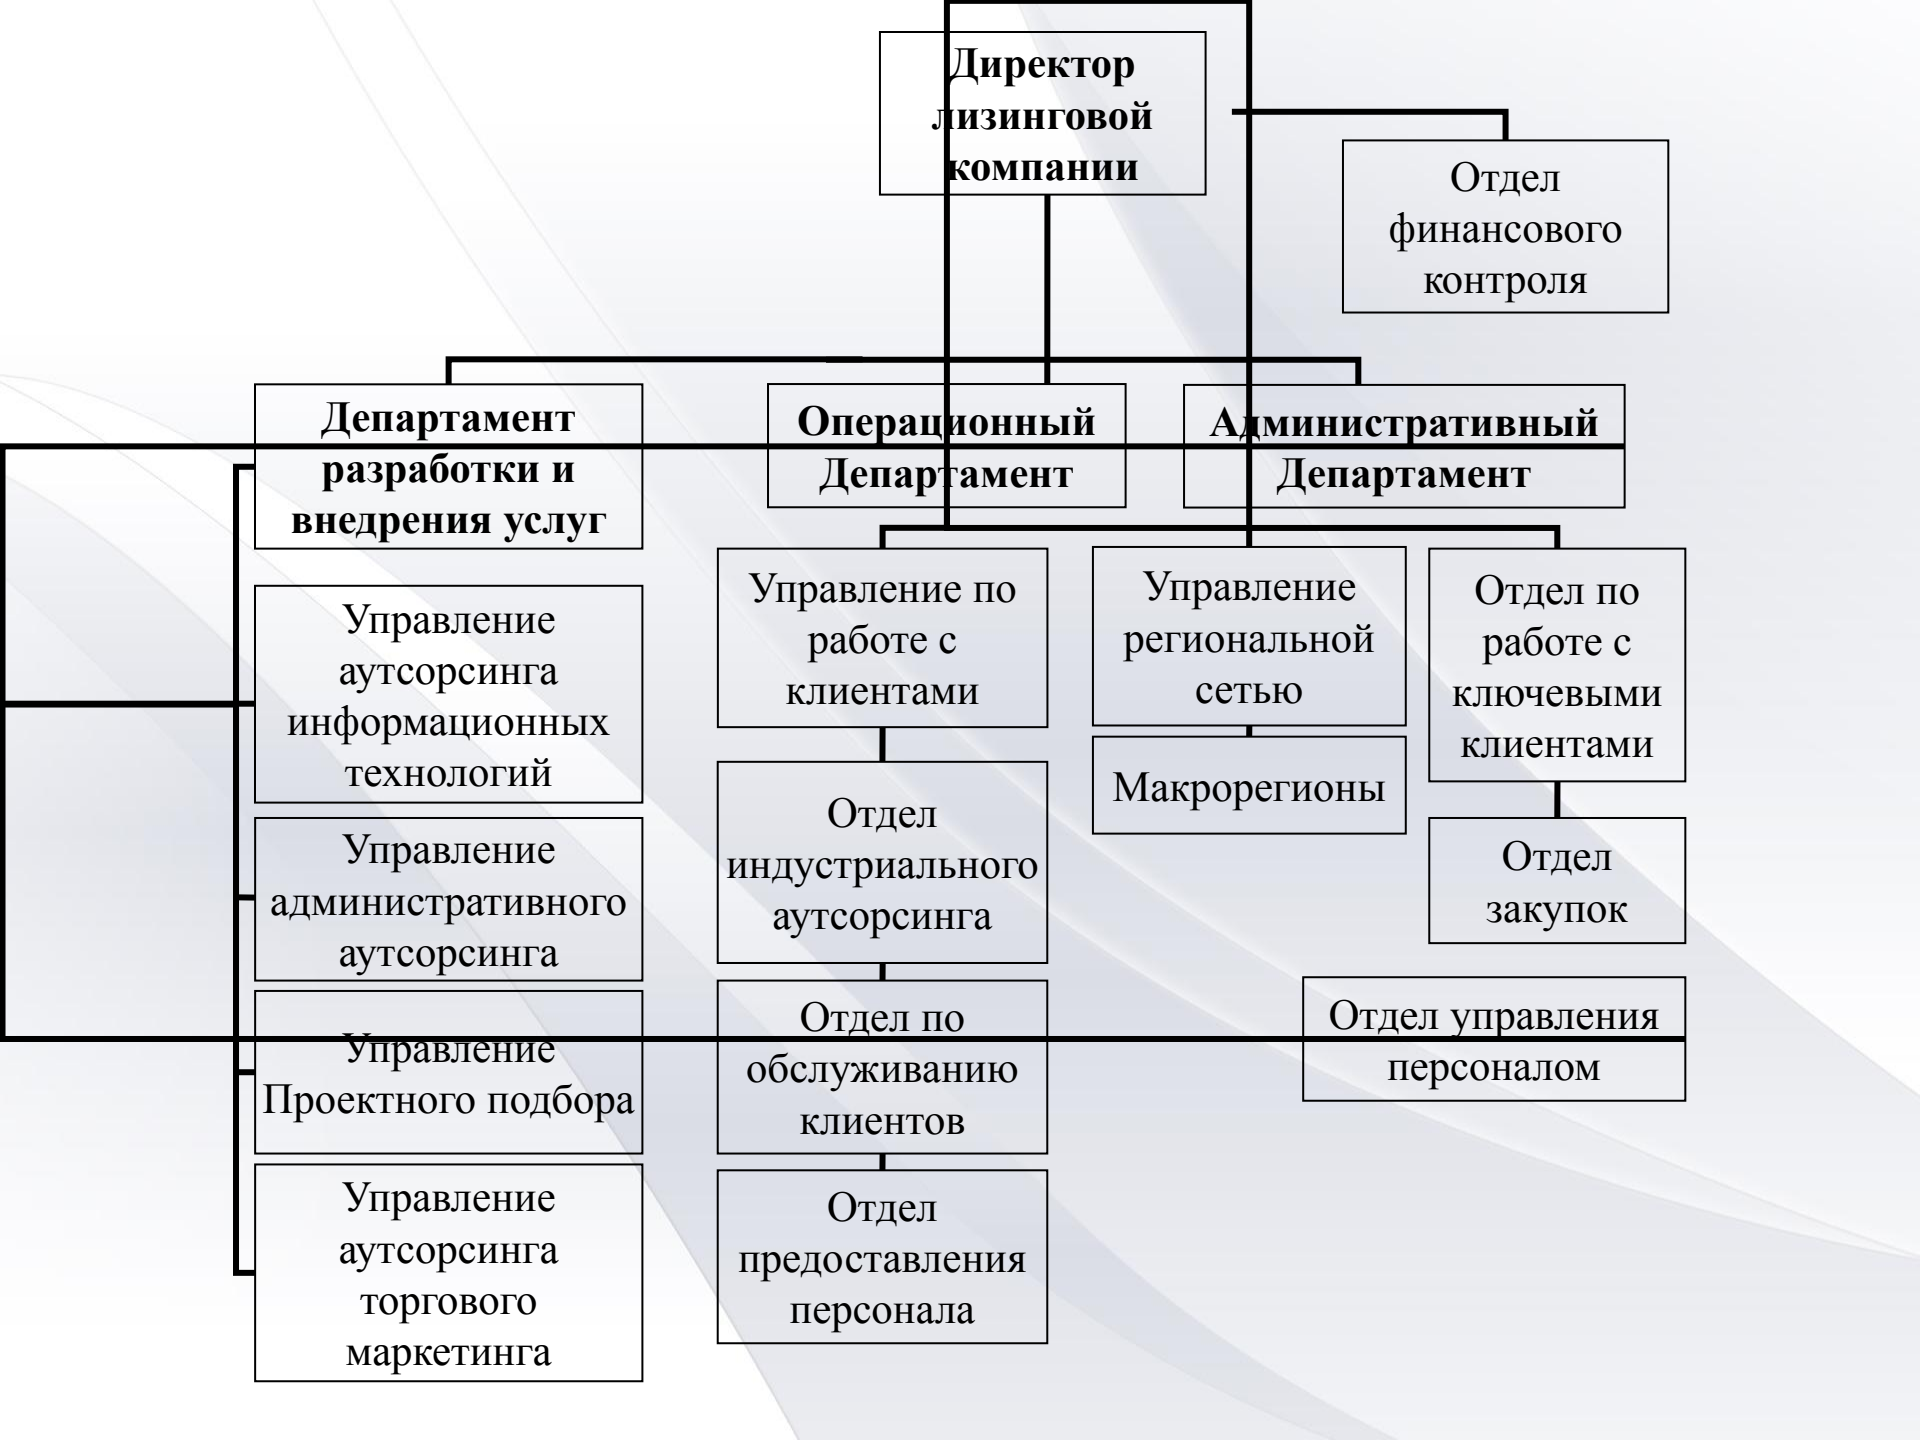 Директор
лизинговой
компании
Отдел
финансового
контроля
Департамент
разработки и
внедрения услуг
Операционный
Департамент
Административный
Департамент
Управление
аутсорсинга
информационных
технологий
Управление
административного
аутсорсинга
Управление
Проектного подбора
Управление
аутсорсинга
торгового
маркетинга
Управление по
работе с
клиентами
Отдел
индустриального
аутсорсинга
Отдел по
обслуживанию
клиентов
Отдел
предоставления
персонала
Управление
региональной
сетью
Макрорегионы
Отдел по
работе с
ключевыми
клиентами
Отдел
закупок
Отдел управления
персоналом